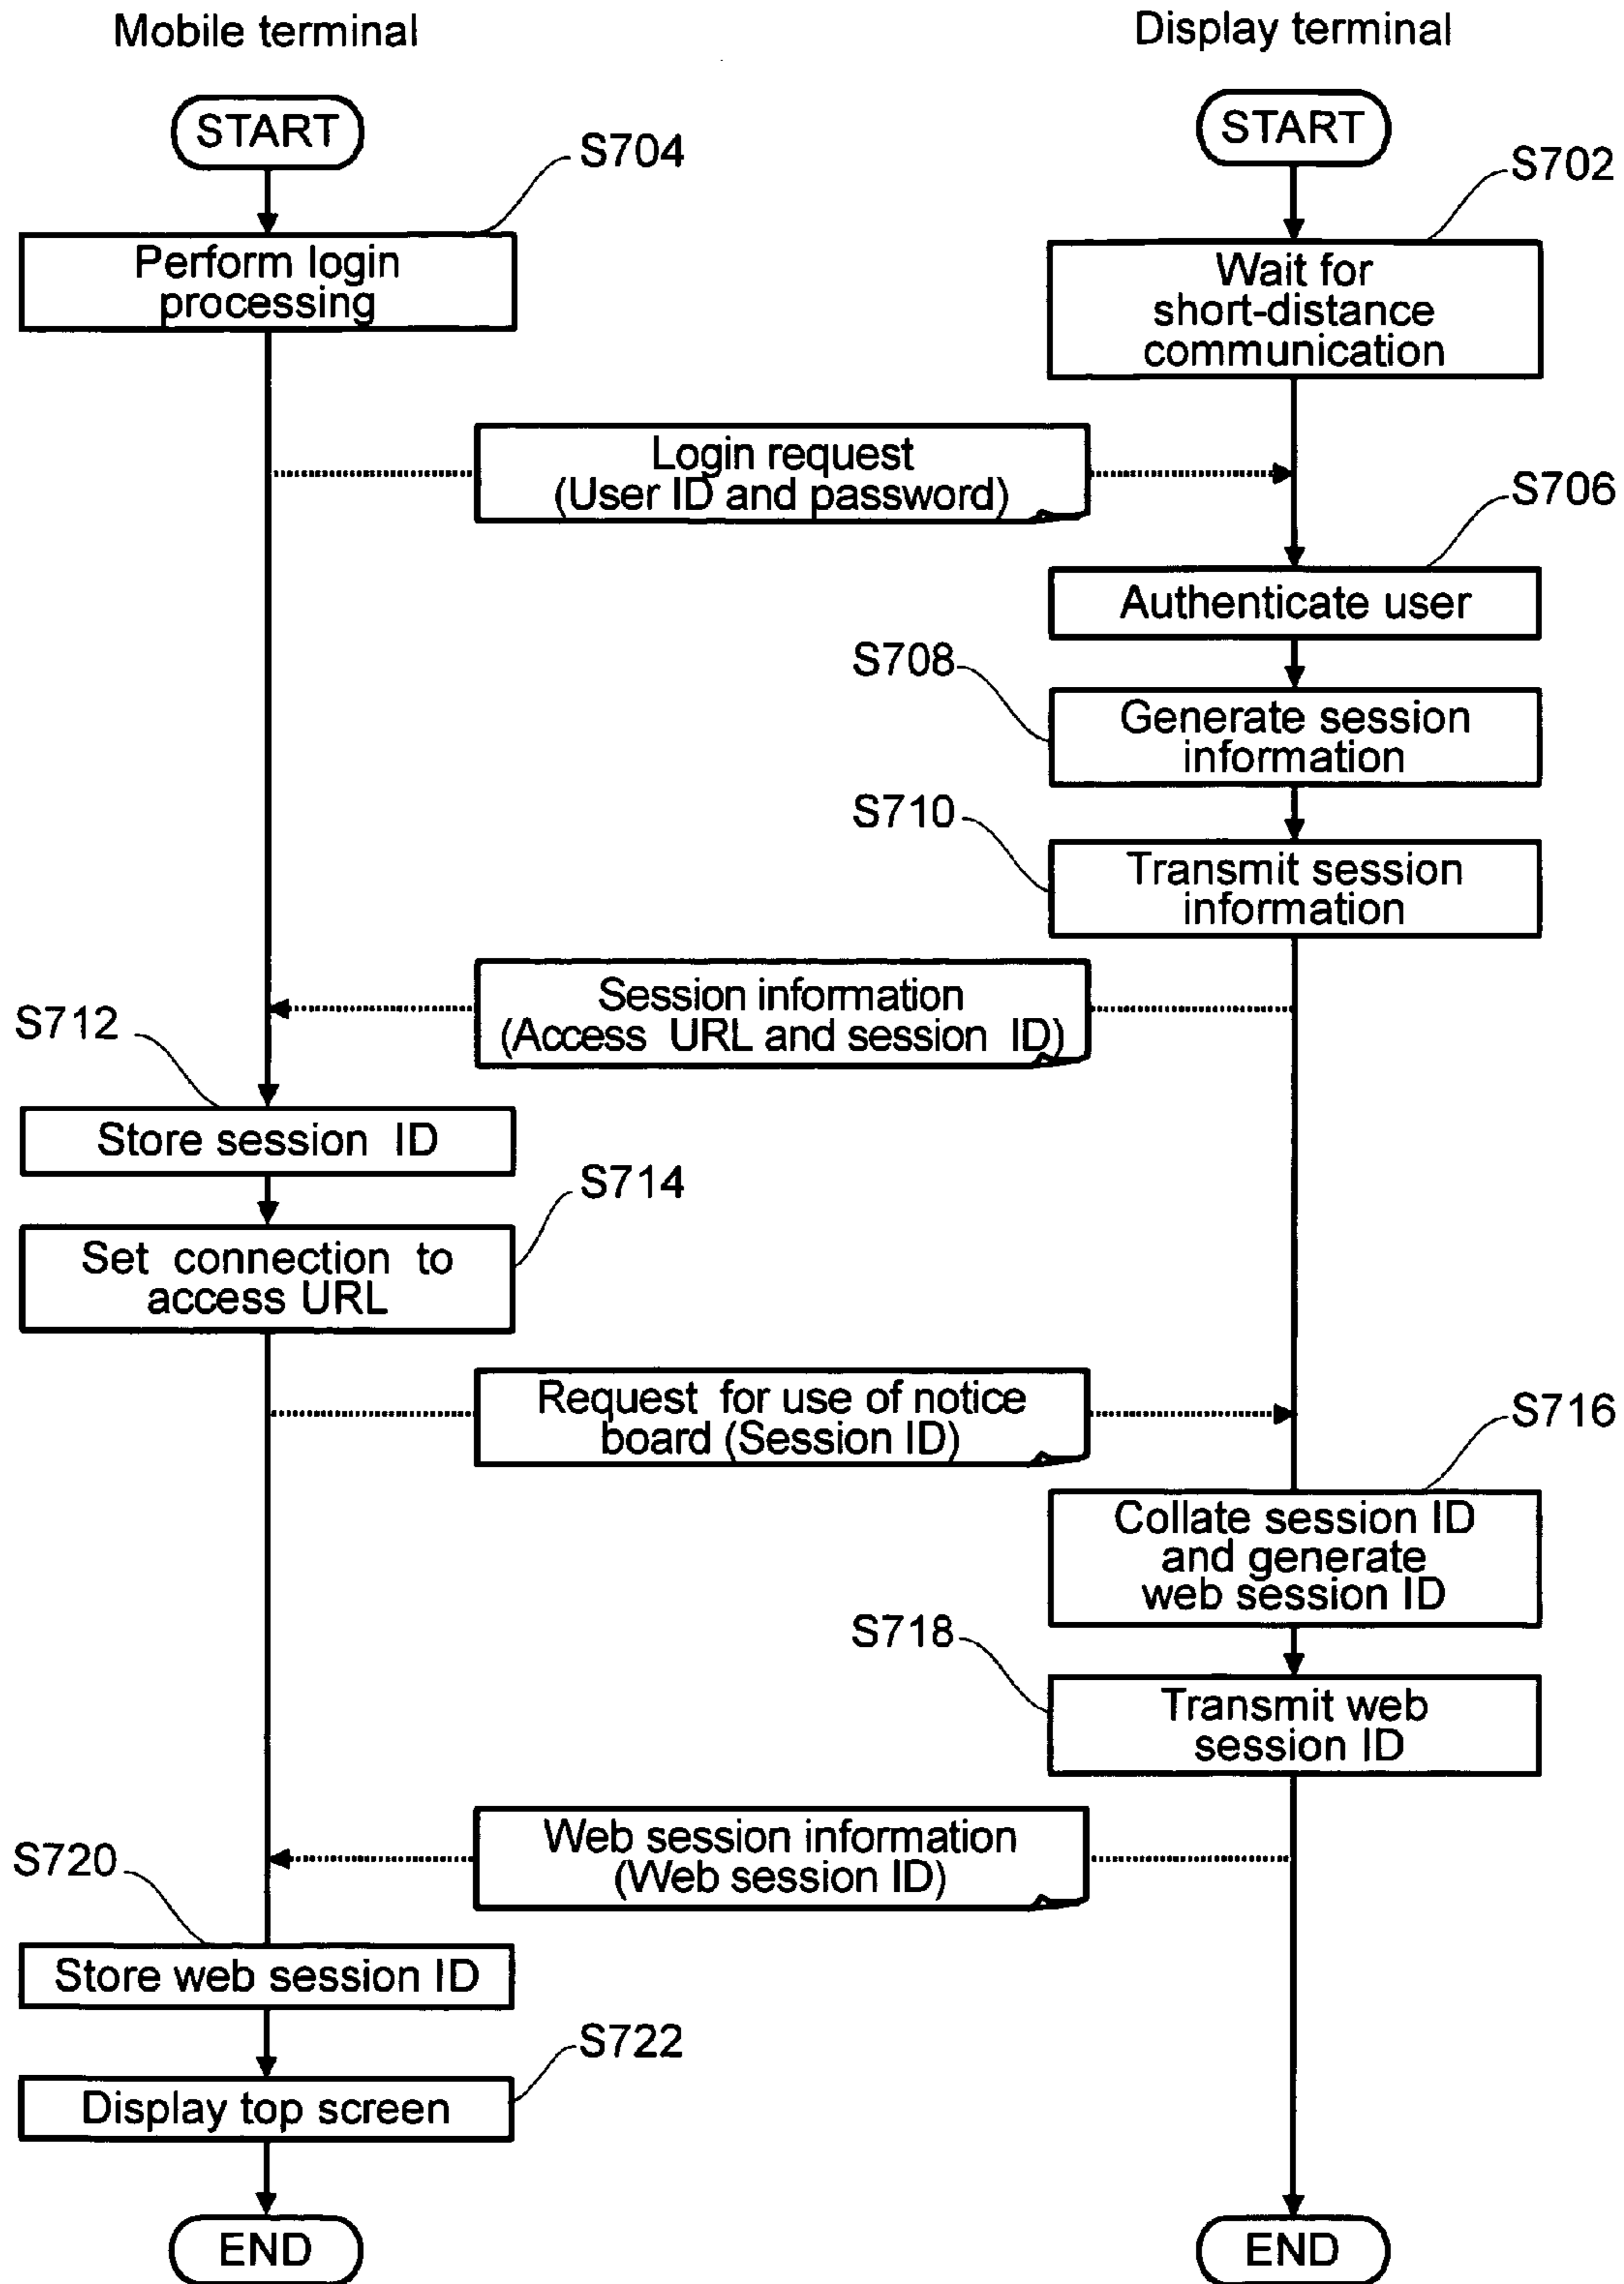 Mobile terminal
Display terminal
START
START
S704
S702
Perform login
processing
Wait for
short-distance
communication
Login request
(User ID and password)
S706
Authenticate user
S708
Generate session
information
S710
Transmit session
information
Session information
(Access URL and session ID)
S712
Store session ID
S714
Set connection to
access URL
Request for use of notice
board (Session ID)
S716
Collate session ID
and generate
web session ID
S718
Transmit web
session ID
Web session information
(Web session ID)
S720
Store web session ID
S722
Display top screen
END
END